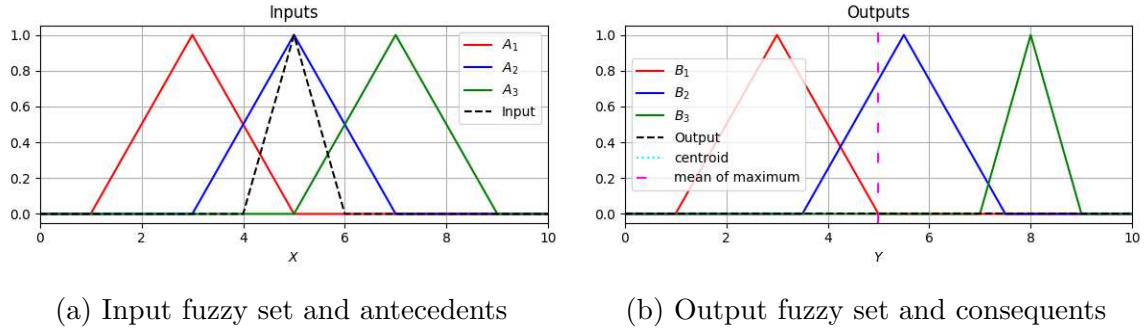 Inputs
1.0
0.8
0.6
0.4
0.2
0.0
A₁
A₂
A₃
Input
0 2 4 6 8 10
X
(a) Input fuzzy set and antecedents
Outputs
1.0
0.8
0.6
0.4
0.2
0.0
B₁
B₂
B₃
Output
centroid
mean of maximum
0 2 4 6 8 10
Y
(b) Output fuzzy set and consequents